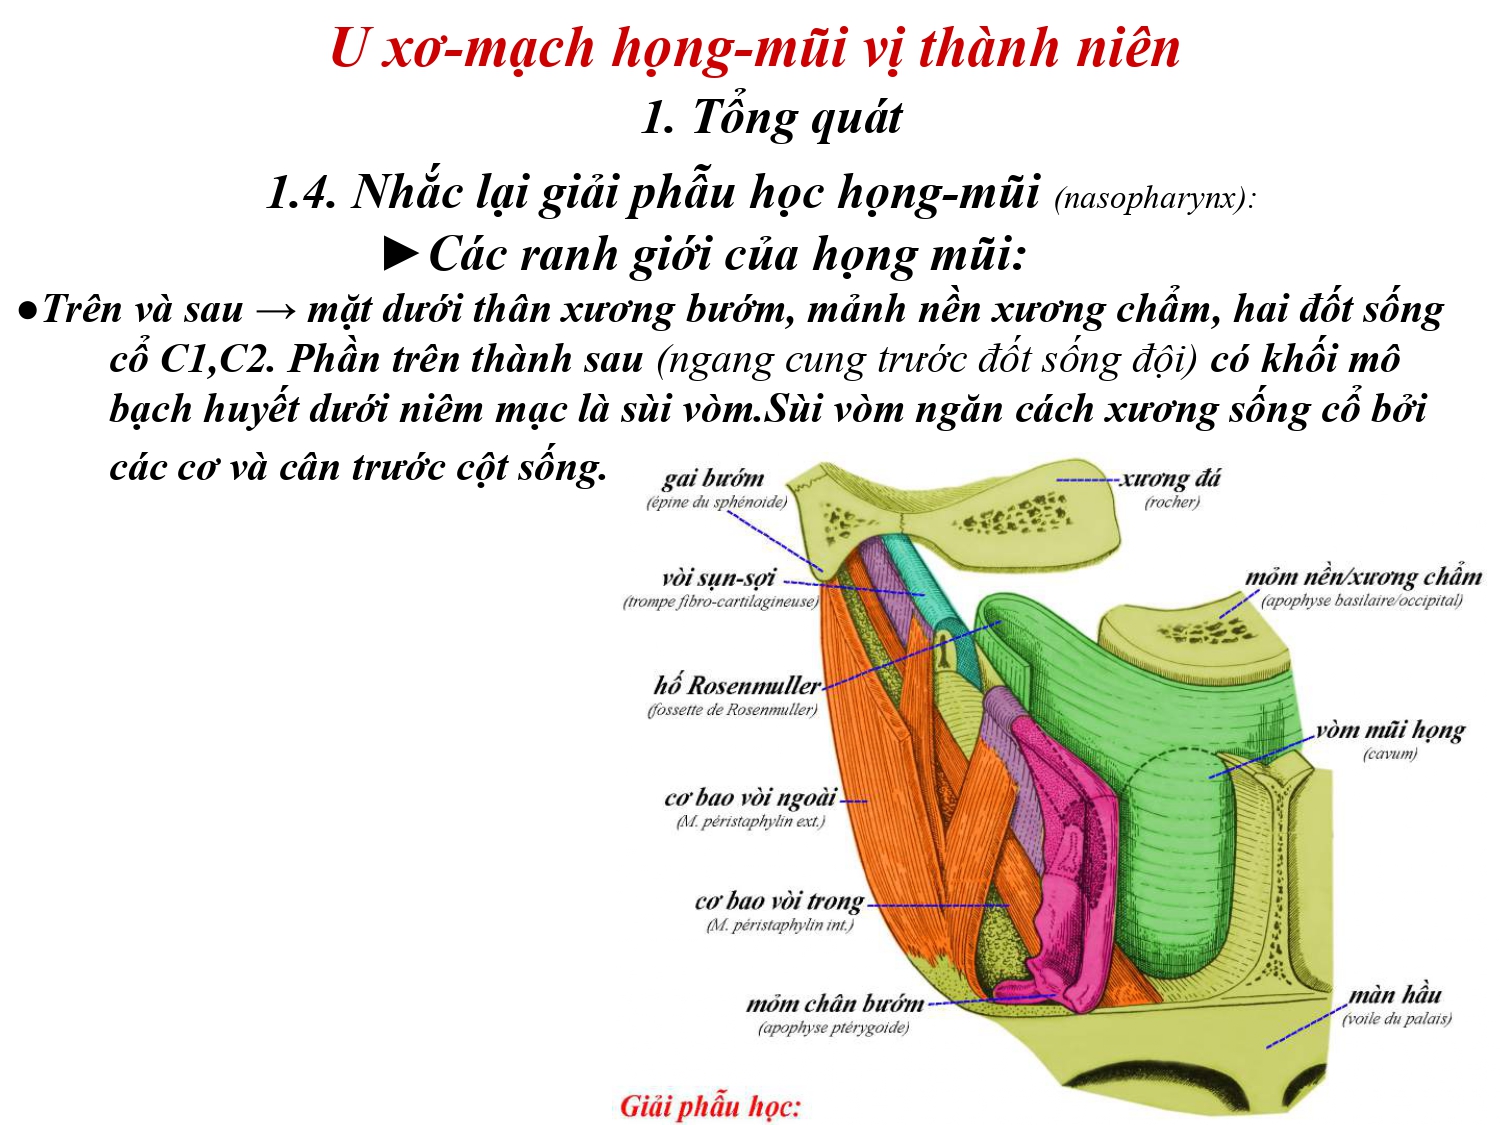 U xơ-mạch họng-mũi vị thành niên
1. Tổng quát
1.4. Nhắc lại giải phẫu học họng-mũi (nasopharynx):
►Các ranh giới của họng mũi:
●Trên và sau → mặt dưới thân xương bướm, mảnh nền xương chẩm, hai đốt sống
cổ C1,C2. Phần trên thành sau (ngang cung trước đốt sống đội) có khối mô
bạch huyết dưới niêm mạc là sùi vòm.Sùi vòm ngăn cách xương sống cổ bởi
các cơ và cân trước cột sống.
gai bướm
(épine du sphénoide)
xương đá
(rocher)
vòi sụn-sợi
(trompe fibro-cartilagineuse)
mỏm nền/xương chẩm
(apophyse basilaire/occipital)
hố Rosenmuller
(fossette de Rosenmuller)
vòm mũi họng
(cavum)
cơ bao vòi ngoài
(M. péristaphylin ext.)
cơ bao vòi trong
(M. péristaphylin int.)
mỏm chân bướm
(apophyse ptérygoide)
màn hầu
(voile du palais)
Giải phẫu học: